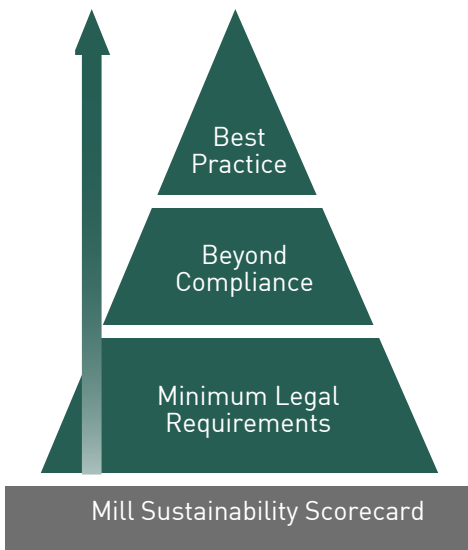 Best
Practice
Beyond
Compliance
Minimum Legal
Requirements
Mill Sustainability Scorecard